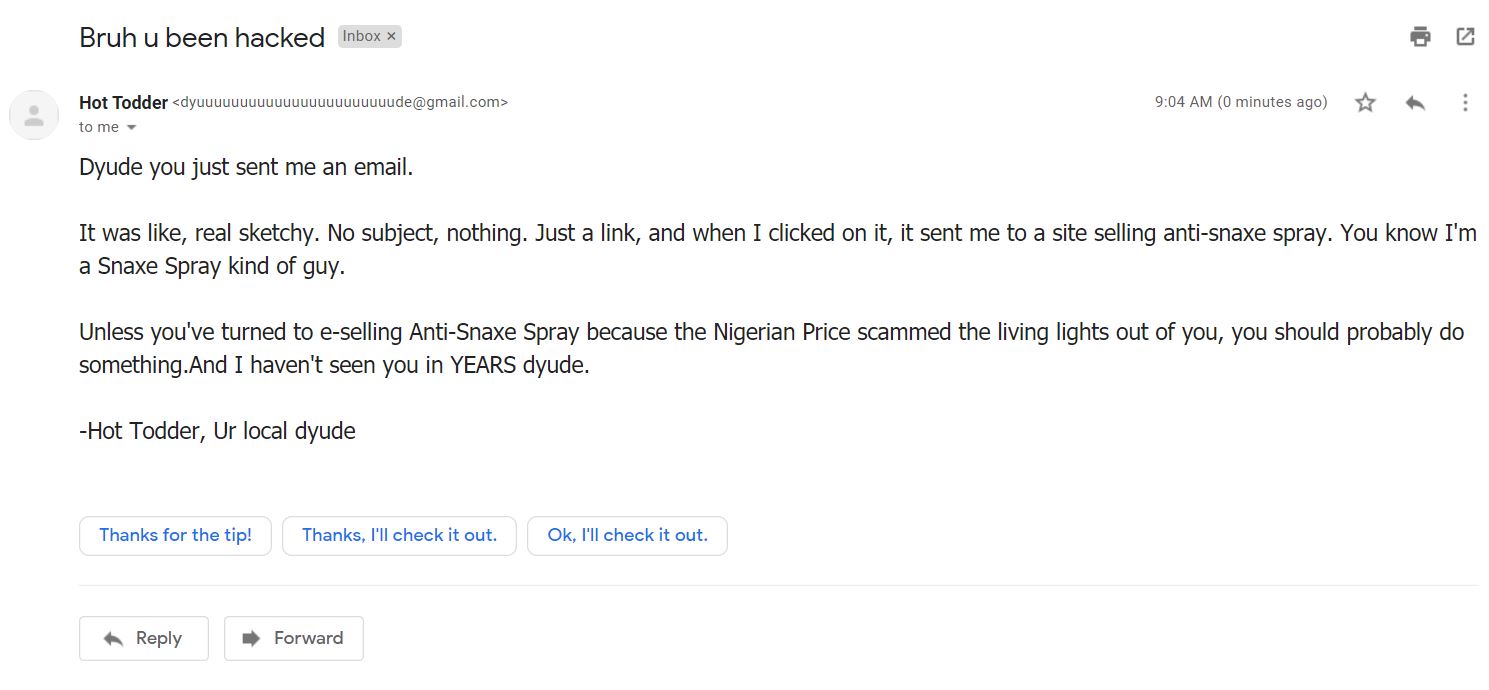 Bruh u been hacked Inbox ×
Hot Todder <dyuuuuuuuuuuuuuuuuuuuuuuude@gmail.com> 9:04 AM (0 minutes ago)
to me
Dyude you just sent me an email.
It was like, real sketchy. No subject, nothing. Just a link, and when I clicked on it, it sent me to a site selling anti-snaxe spray. You know I'm
a Snaxe Spray kind of guy.
Unless you've turned to e-selling Anti-Snaxe Spray because the Nigerian Price scammed the living lights out of you, you should probably do
something.And I haven't seen you in YEARS dyude.
-Hot Todder, Ur local dyude
Thanks for the tip! Thanks, I'll check it out. Ok, I'll check it out.
Reply Forward